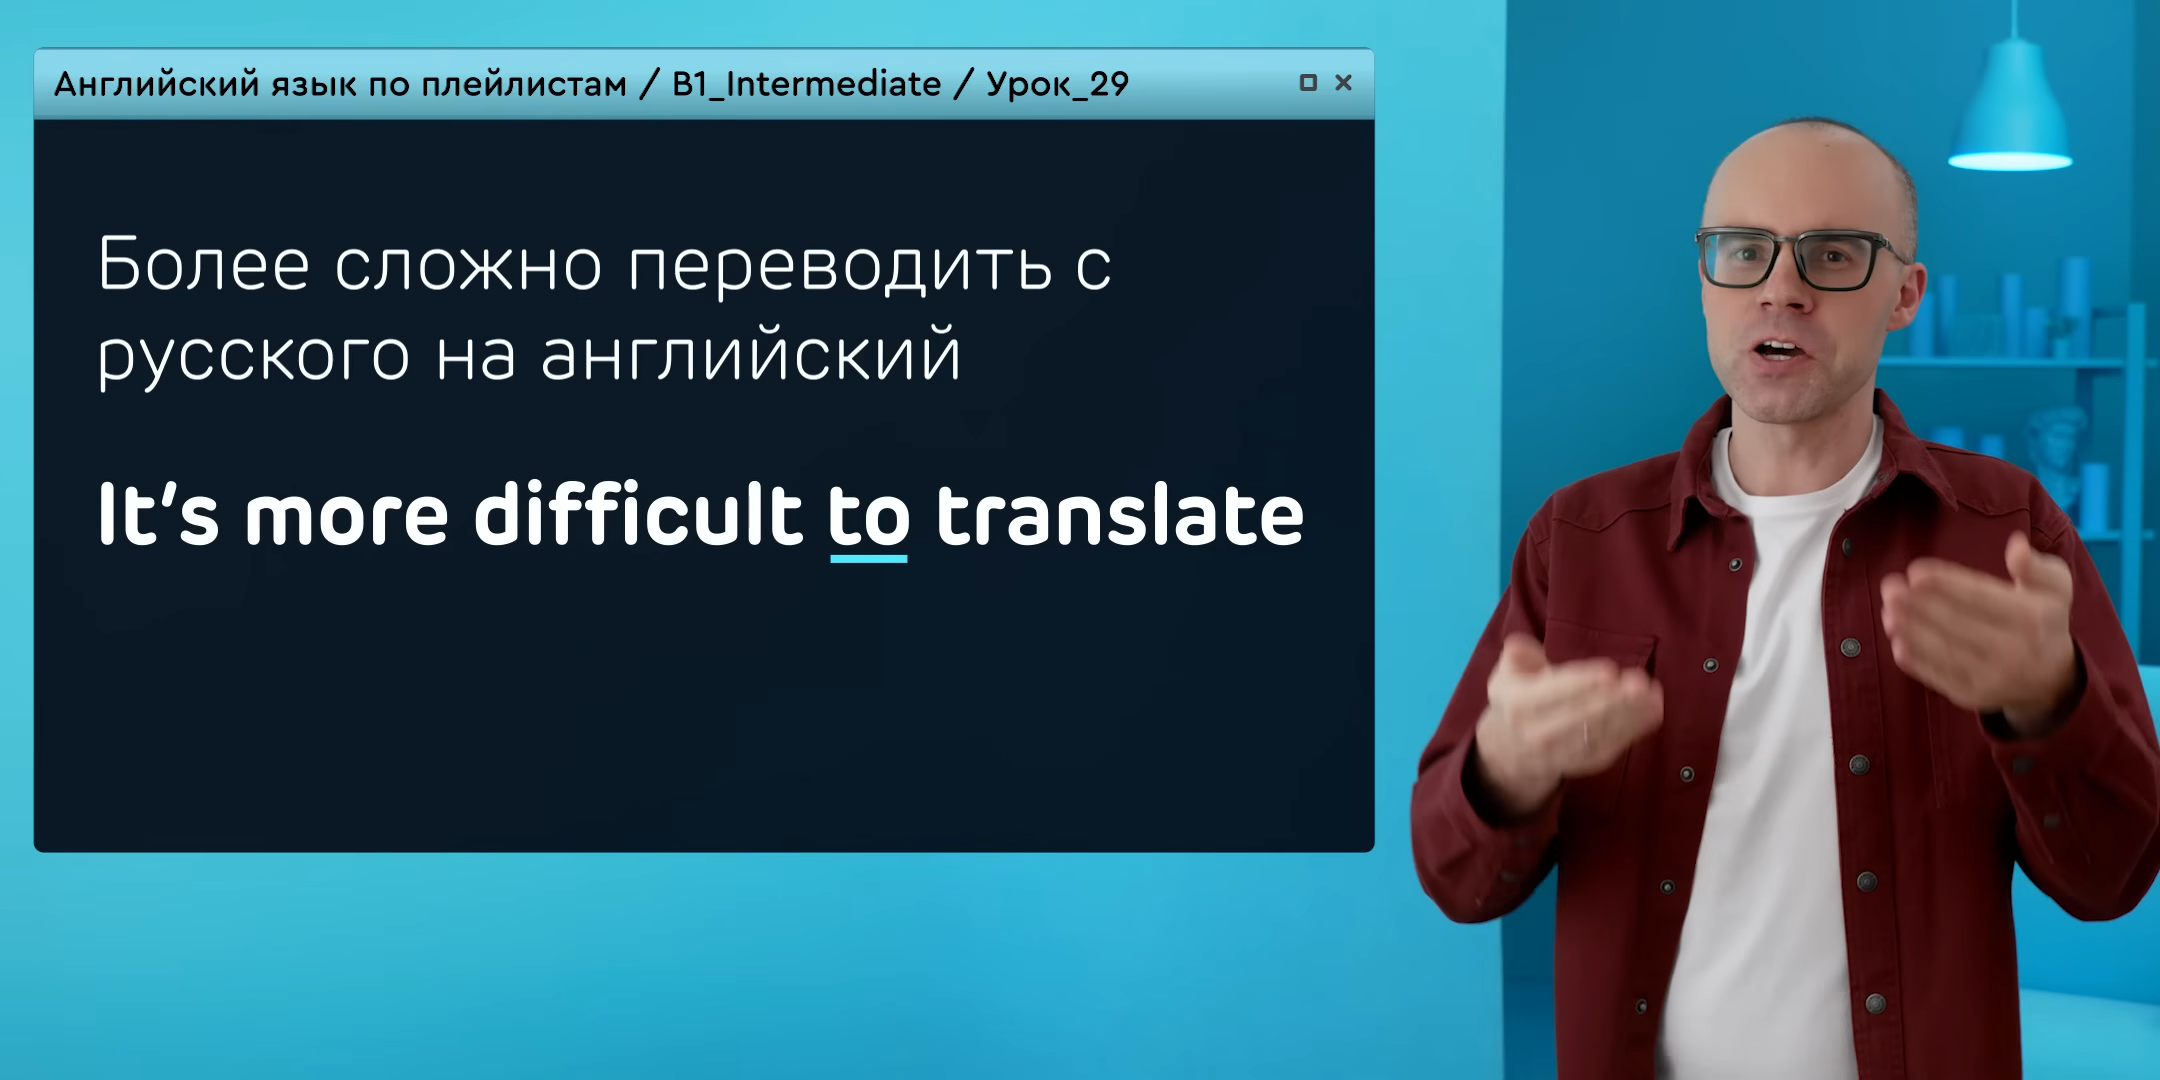 Английский язык по плейлистам / B1_Intermediate / Урок_29
Более сложно переводить с
русского на английский
It's more difficult to translate